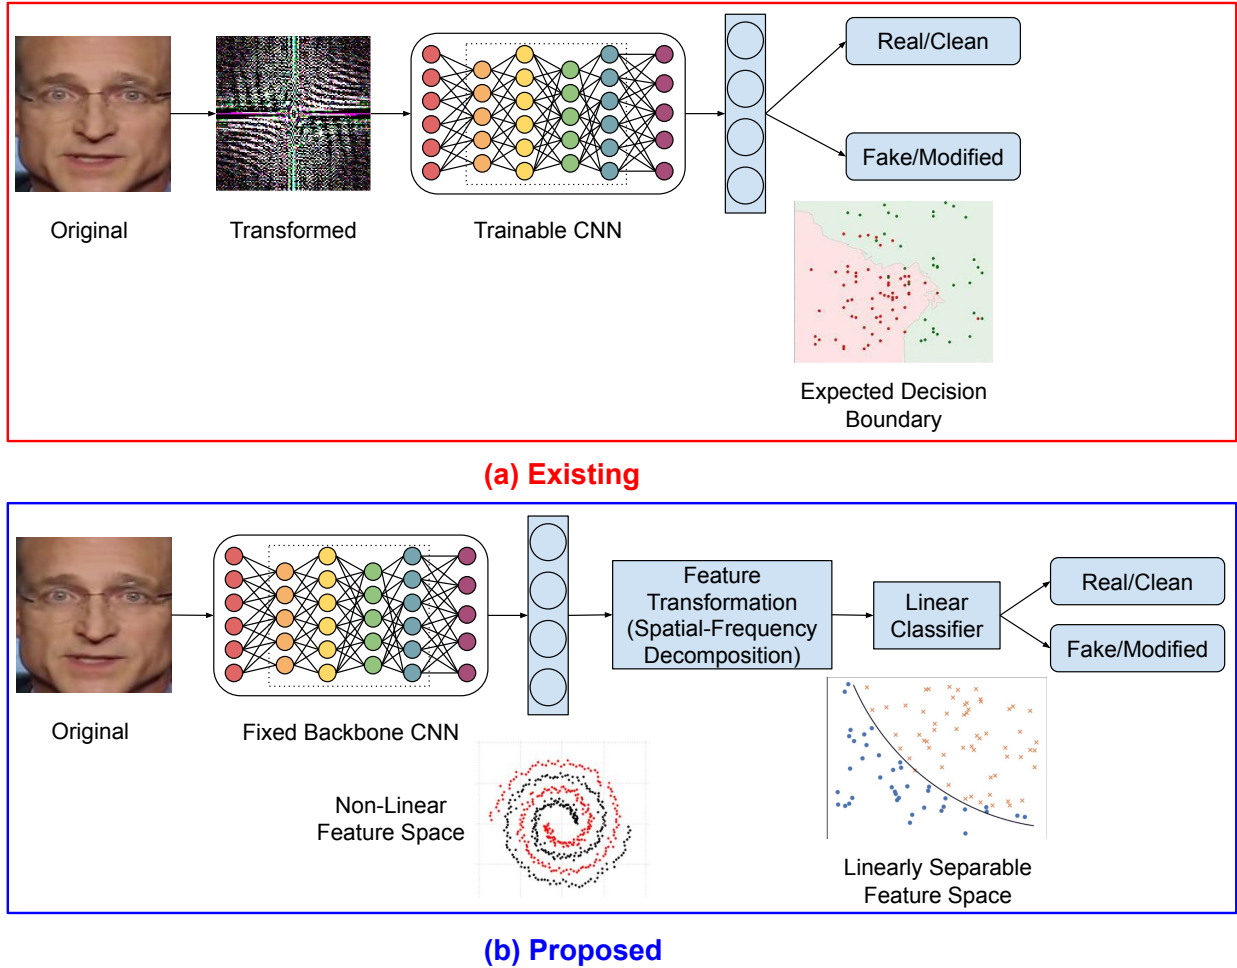 Original
Transformed
Trainable CNN
Real/Clean
Fake/Modified
Expected Decision
Boundary
(a) Existing
Original
Fixed Backbone CNN
Non-Linear
Feature Space
Feature
Transformation
(Spatial-Frequency
Decomposition)
Linear
Classifier
Real/Clean
Fake/Modified
Linearly Separable
Feature Space
(b) Proposed